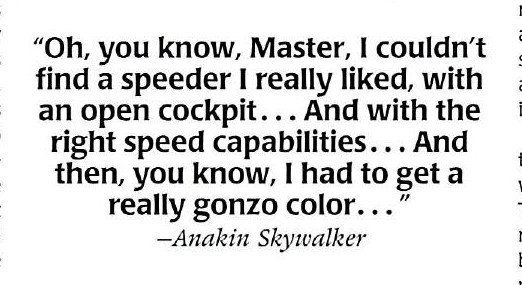 “Oh, you know, Master, I couldn’t
find a speeder I really liked, with
an open cockpit... And with the
right speed capabilities... And
then, you know, I had to get a
really gonzo color...”
—Anakin Skywalker